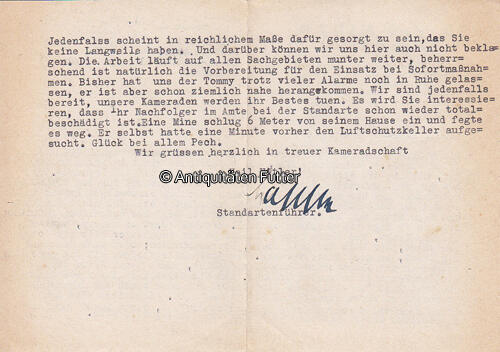 Jedenfalss scheint in reichlichem Maße dafür gesorgt zu sein,das Sie
keine Langweile haben. Und darüber können wir uns hier auch nicht bekla-
gen. Die Arbeit läuft auf allen Sachgebieten munter weiter, beherr-
schend ist natürlich die Vorbereitung für den Einsatz bei Sofortmaßnah-
men. Bisher hat uns der Tommy trotz vieler Alarme noch in Ruhe gelas-
sen, er ist aber schon ziemlich nahe herangekommen. Wir sind jedenfalls
bereit, unsere Kameraden werden ihr Bestes tuen. Es wird Sie interessie-
ren, dass Ihr Nachfolger im Amte bei der Standarte schon wieder total-
beschädigt ist.Eine Mine schlug 6 Meter von seinem Hause ein und fegte
es weg. Er selbst hatte eine Minute vorher den Luftschutzkeller aufge-
sucht. Glück bei allem Pech.
Wir grüssen herzlich in treuer Kameradschaft
© Antiquitäten Futter
Standartenführer.